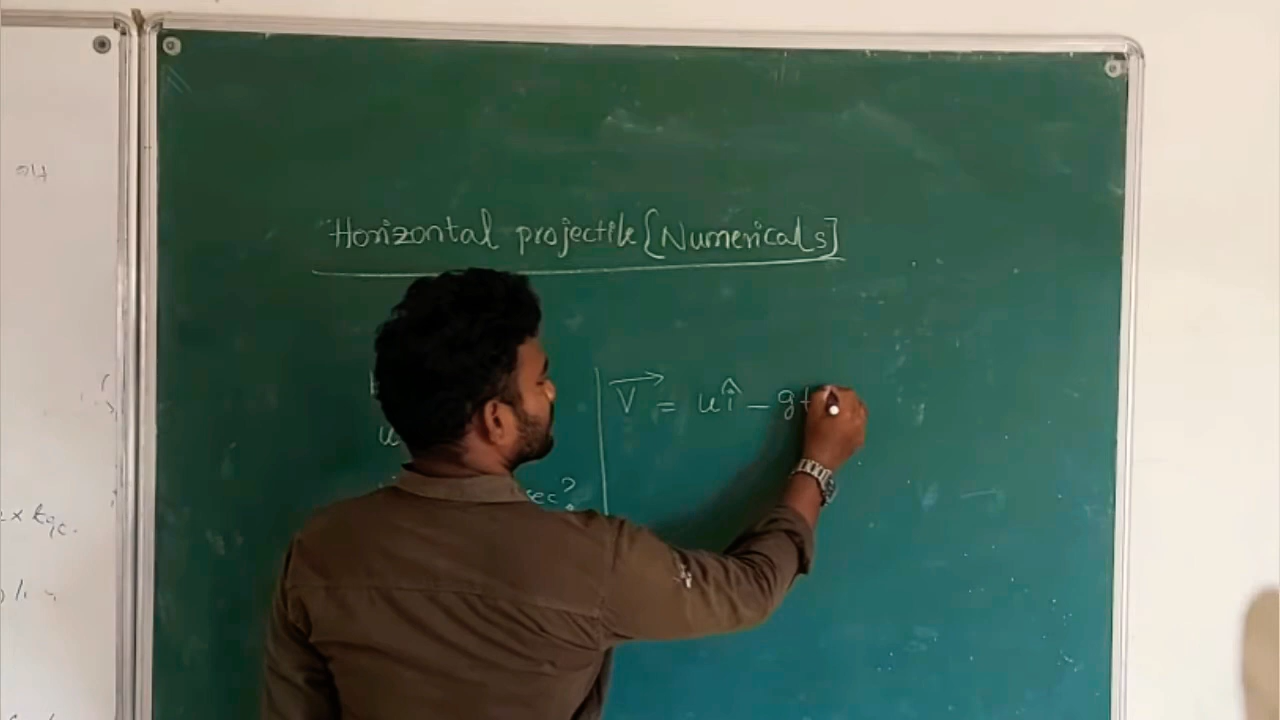 Horizontal projectile [Numericals]
u
sec?
V⃗ = uî – gt